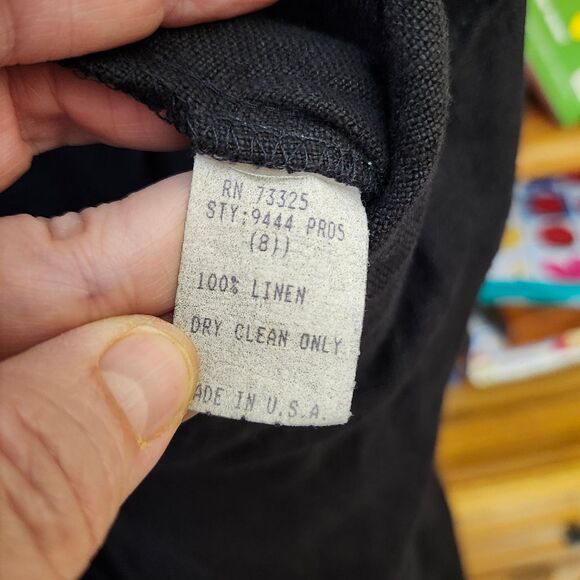 RN 73325
STY:9444 PROS
(8))
100% LINEN
DRY CLEAN ONLY
ADE IN U.S.A.